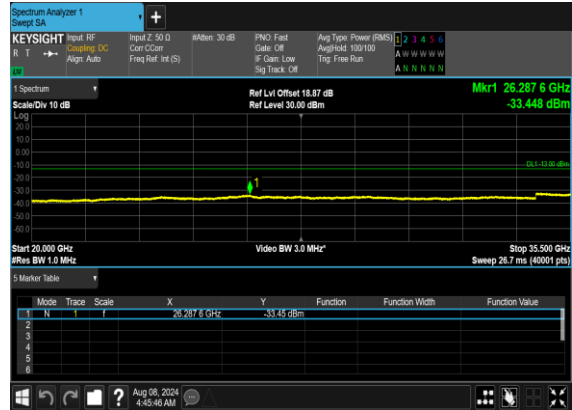 Spectrum Analyzer 1
Swept SA
+
KEYSIGHT Input: RF Input Z: 50 Ω #Atten: 30 dB PNO: Fast Avg Type: Power (RMS) 1 2 3 4 5 6
R T Coupling: DC Corr CCorr Gate: Off Avg|Hold: 100/100 A W W W W W
Align: Auto Freq Ref: Int (S) IF Gain: Low Trig: Free Run
Sig Track: Off A N N N N N
1 Spectrum Ref Lvl Offset 18.87 dB Mkr1 26.287 6 GHz
Scale/Div 10 dB Ref Level 30.00 dBm -33.448 dBm
Log
20.0
10.0
0.00
-10.0 DL1 -13.00 dBm
-20.0
1
-30.0
-40.0
-50.0
-60.0
Start 20.000 GHz Video BW 3.0 MHz* Stop 35.500 GHz
#Res BW 1.0 MHz Sweep 26.7 ms (40001 pts)
5 Marker Table
Mode Trace Scale X Y Function Function Width Function Value
1 N 1 f 26.287 6 GHz -33.45 dBm
2
3
4
5
6
? Aug 08, 2024
4:45:46 AM